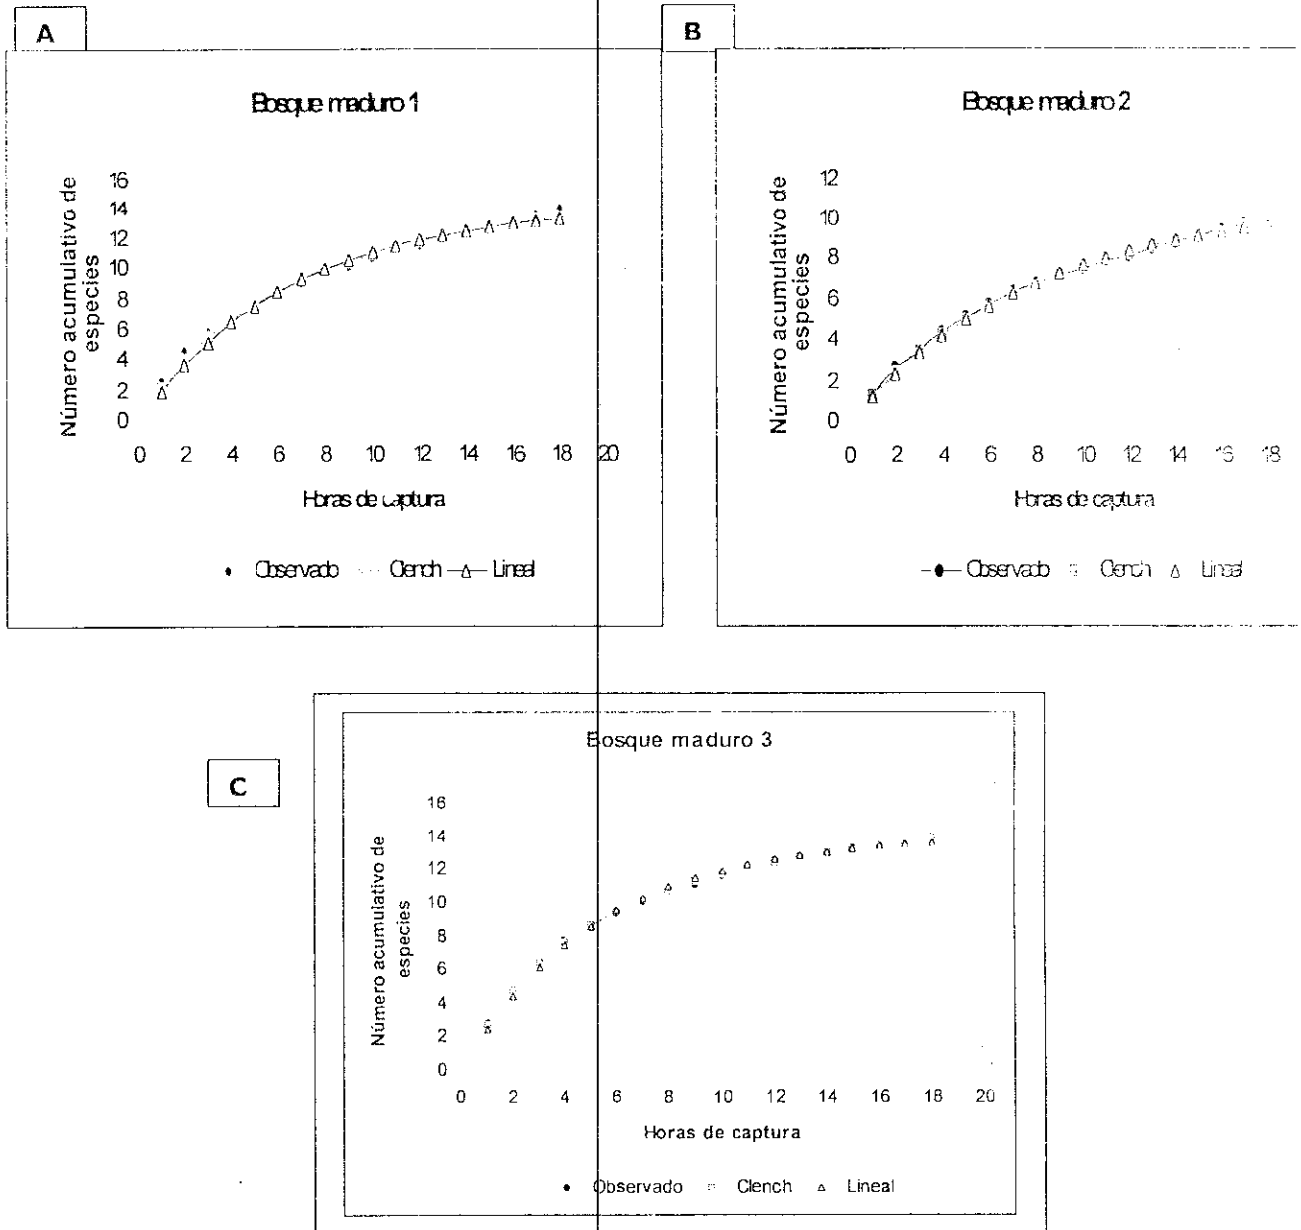 A
Bosque maduro 1
Número acumulativo de
especies
16
14
12
10
8
6
4
2
0
0 2 4 6 8 10 12 14 16 18 20
Horas de captura
Observado Clench Lineal
B
Bosque maduro 2
Número acumulativo de
especies
12
10
8
6
4
2
0
0 2 4 6 8 10 12 14 16 18
Horas de captura
Observado Clench Lineal
C
Bosque maduro 3
Número acumulativo de
especies
16
14
12
10
8
6
4
2
0
0 2 4 6 8 10 12 14 16 18 20
Horas de captura
Observado Clench Lineal